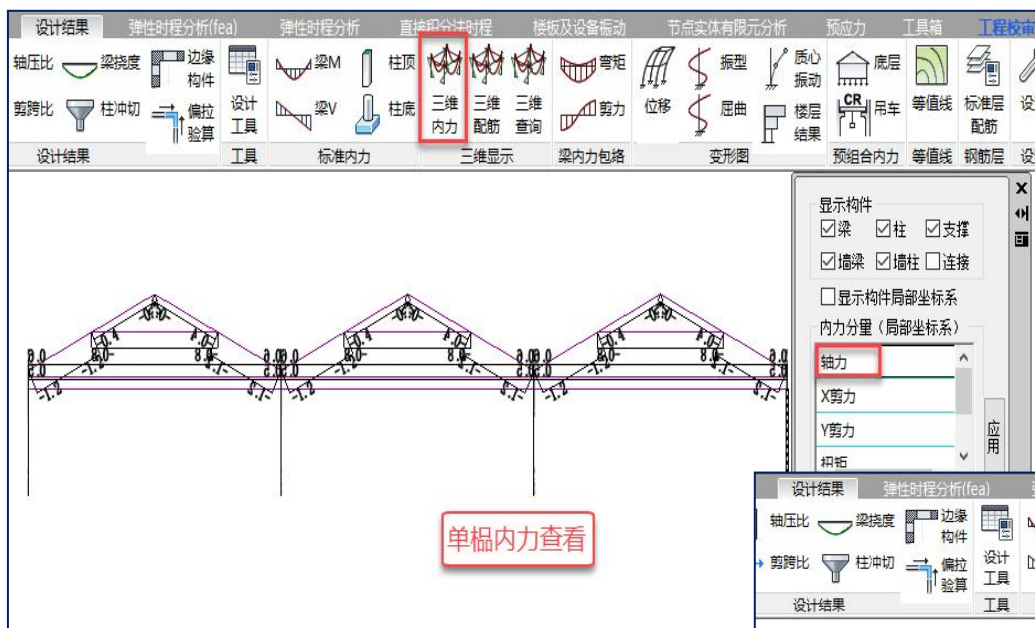 设计结果 弹性时程分析(fea) 弹性时程分析 直接积分法时程 楼板及设备振动 节点实体有限元分析 预应力 工具箱 工程校审
轴压比 梁挠度 边缘构件 设计工具 梁M 柱顶 三维内力 三维配筋 三维查询 弯矩 位移 振型 质心振动 底层 等值线 标准层配筋
剪跨比 柱冲切 偏拉验算 梁V 柱底 剪力 屈曲 楼层结果 CR 吊车
设计结果 工具 标准内力 三维显示 梁内力包络 变形图 预组合内力 等值线 钢筋层
显示构件
梁 柱 支撑
墙梁 墙柱 连接
显示构件局部坐标系
内力分量(局部坐标系)
轴力
X剪力
Y剪力
扭矩
应用
单榀内力查看
设计结果 弹性时程分析(fea)
轴压比 梁挠度 边缘构件 设计工具
剪跨比 柱冲切 偏拉验算
设计结果 工具